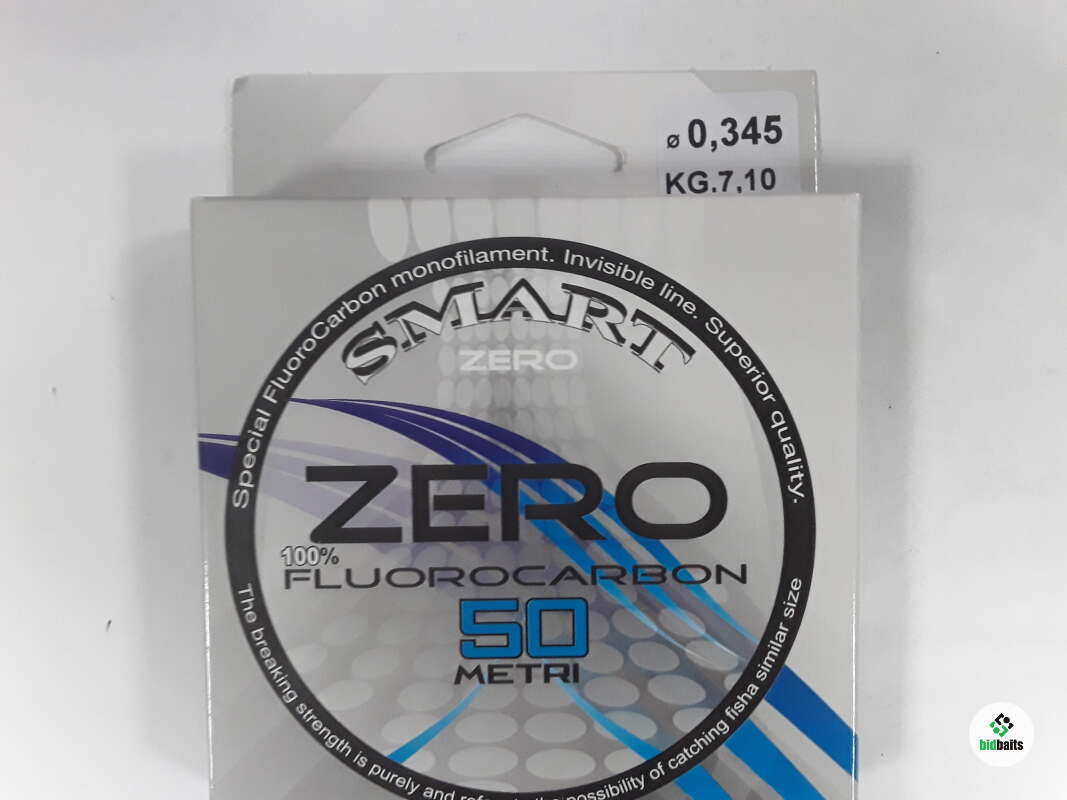 ø 0,345
KG.7,10
Special FluoroCarbon monofilament. Invisible line. Superior quality.
SMART
ZERO
ZERO
100%
FLUOROCARBON
50
METRI
The breaking strength is purely and the possibility of catching fisha similar size
bidbaits